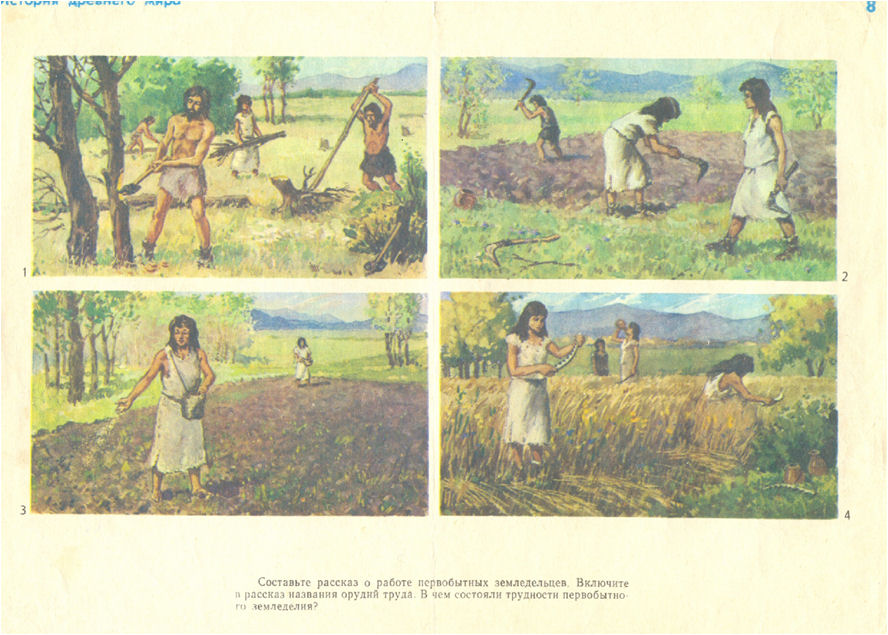 История древнего мира
8
1
2
3
4
Составьте рассказ о работе первобытных земледельцев. Включите
в рассказ названия орудий труда. В чем состояли трудности первобытно-
го земледелия?